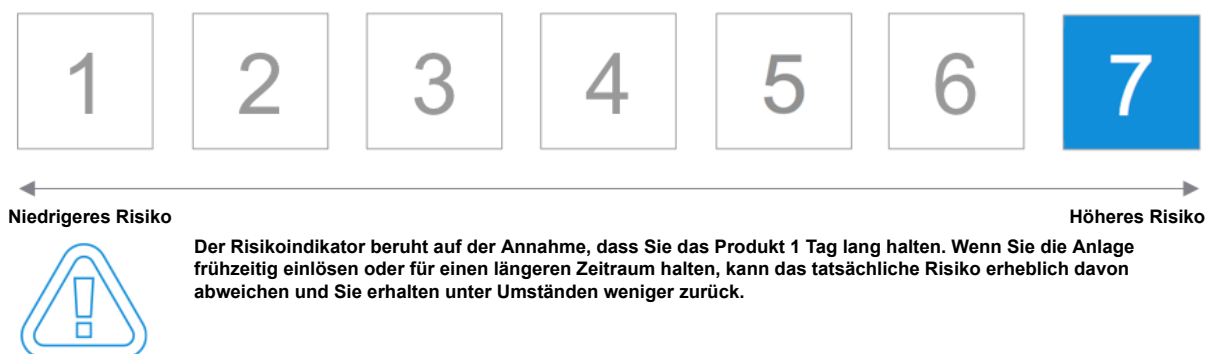 1 2 3 4 5 6 7
Niedrigeres Risiko Höheres Risiko
Der Risikoindikator beruht auf der Annahme, dass Sie das Produkt 1 Tag lang halten. Wenn Sie die Anlage
frühzeitig einlösen oder für einen längeren Zeitraum halten, kann das tatsächliche Risiko erheblich davon
abweichen und Sie erhalten unter Umständen weniger zurück.